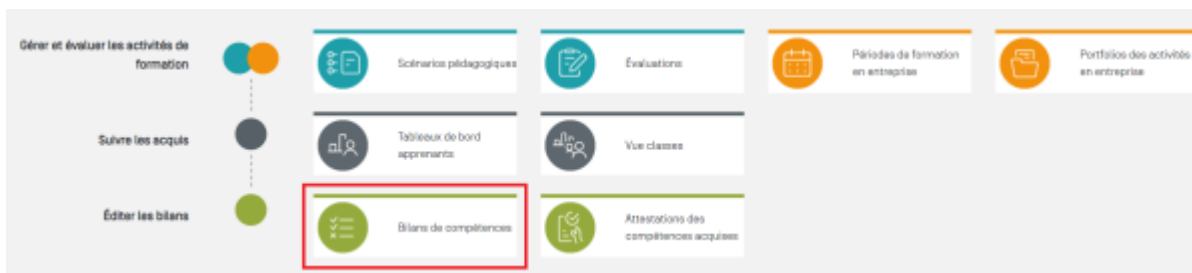 Gérer et évaluer les activités de
formation
Scénarios pédagogiques
Évaluations
Périodes de formation
en entreprise
Portfolios des activités
en entreprise
Suivre les acquis
Tableaux de bord
apprenants
Vue classes
Éditer les bilans
Bilans de compétences
Attestations des
compétences acquises